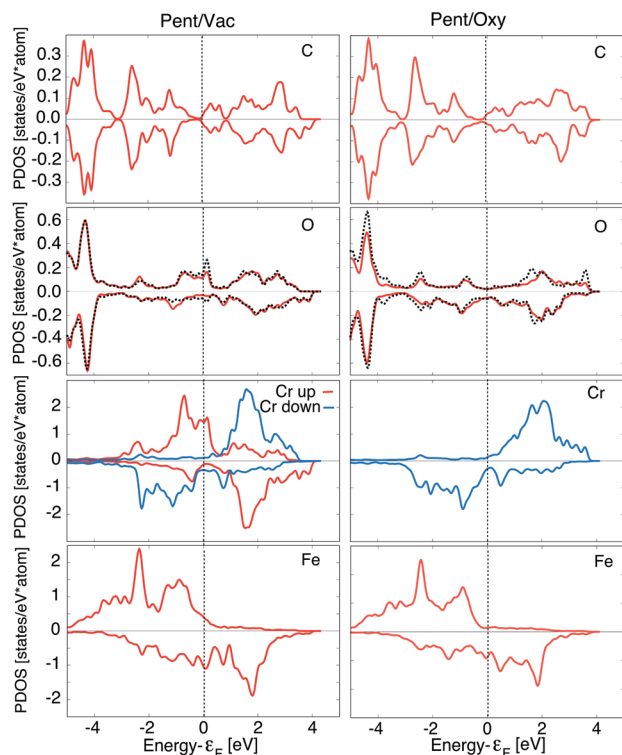 Pent/Vac
Pent/Oxy
PDOS [states/eV*atom]
0.3
0.2
0.1
0.0
-0.1
-0.2
-0.3
C
C
PDOS [states/eV*atom]
0.6
0.4
0.2
0.0
-0.2
-0.4
-0.6
O
O
PDOS [states/eV*atom]
2
1
0
-1
-2
Cr up
Cr down
Cr
PDOS [states/eV*atom]
2
1
0
-1
-2
Fe
Fe
-4 -2 0 2 4
-4 -2 0 2 4
Energy-εF [eV]
Energy-εF [eV]